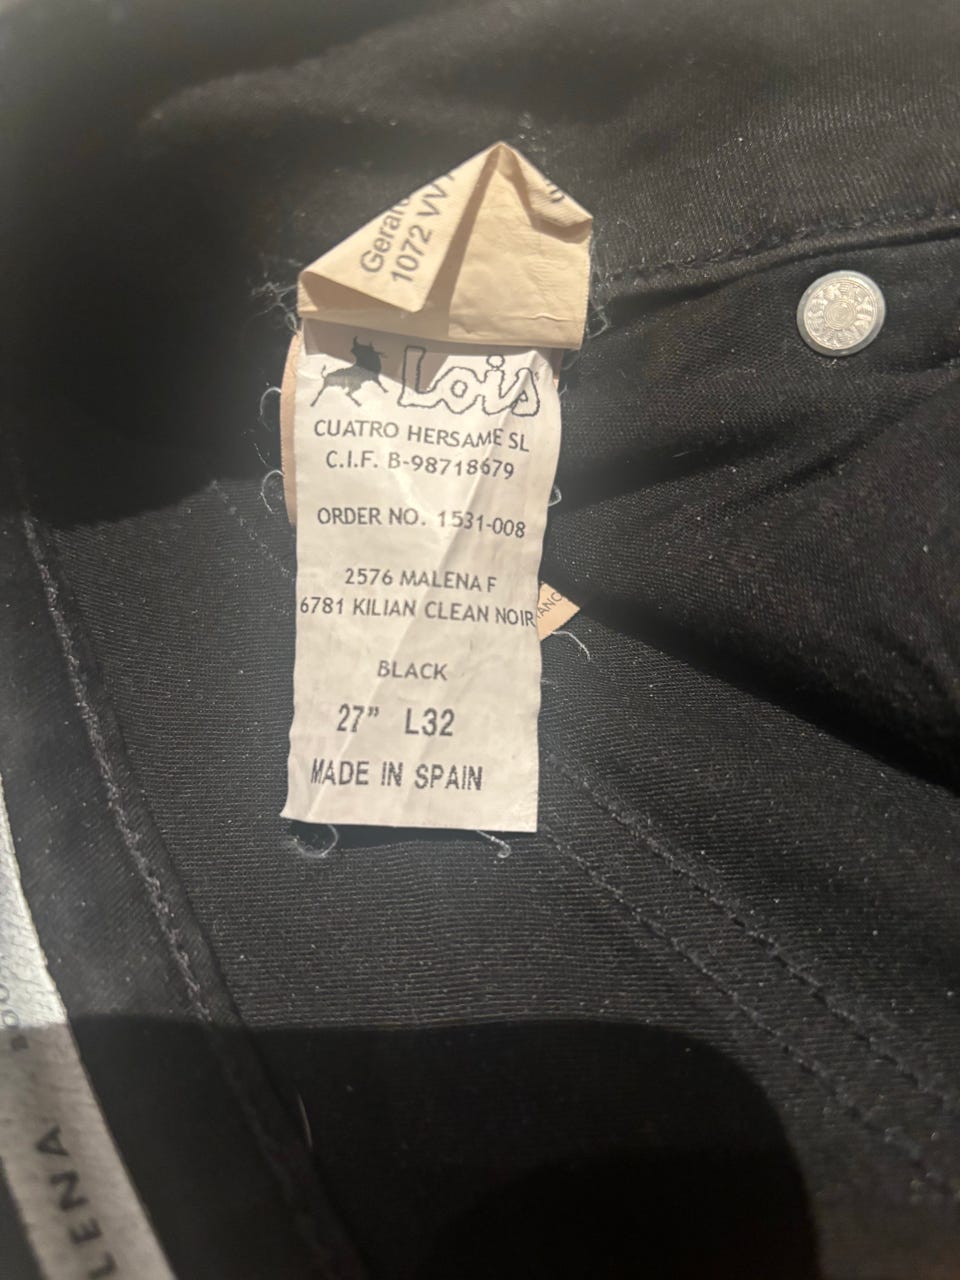 Gerard
1072 VV
Lois
CUATRO HERSAME SL
C.I.F. B-98718679
ORDER NO. 1531-008
2576 MALENA F
6781 KILIAN CLEAN NOIR
BLACK
27” L32
MADE IN SPAIN
LENA